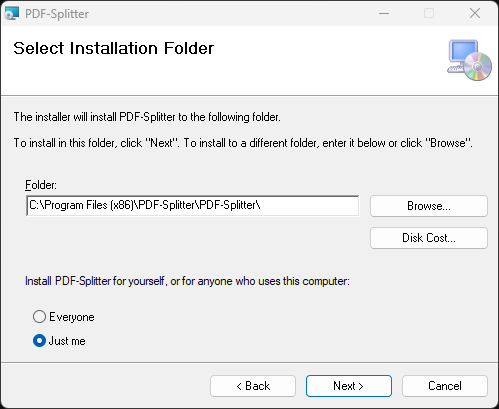 PDF-Splitter
Select Installation Folder
The installer will install PDF-Splitter to the following folder.
To install in this folder, click "Next". To install to a different folder, enter it below or click "Browse".
Folder:
C:\Program Files (x86)\PDF-Splitter\PDF-Splitter\
Browse...
Disk Cost...
Install PDF-Splitter for yourself, or for anyone who uses this computer:
Everyone
Just me
< Back
Next >
Cancel